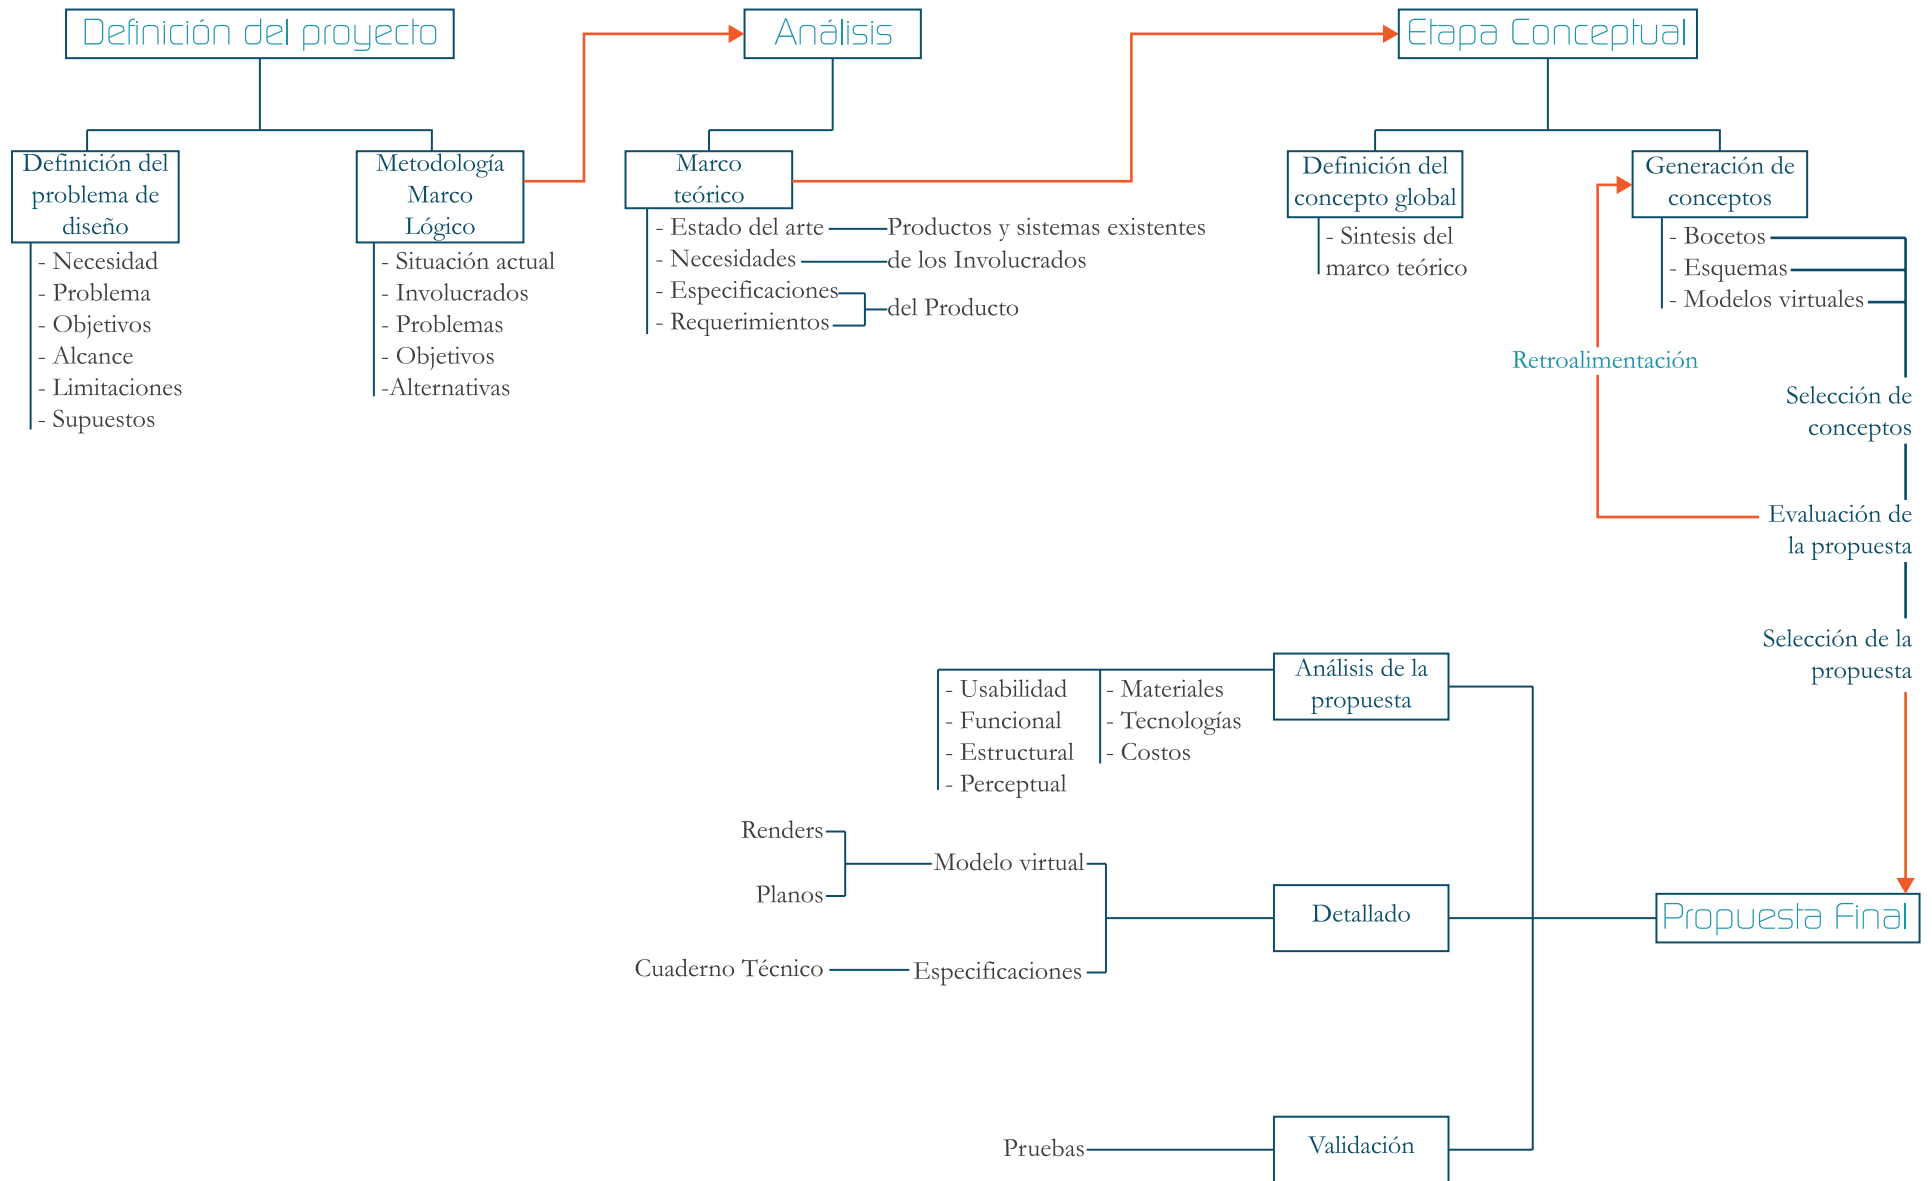 Definición del proyecto
Definición del
problema de
diseño
- Necesidad
- Problema
- Objetivos
- Alcance
- Limitaciones
- Supuestos
Metodología
Marco
Lógico
- Situación actual
- Involucrados
- Problemas
- Objetivos
-Alternativas
Análisis
Marco
teórico
- Estado del arte
Productos y sistemas existentes
- Necesidades
de los Involucrados
- Especificaciones
- Requerimientos
del Producto
Etapa Conceptual
Definición del
concepto global
- Sintesis del
marco teórico
Generación de
conceptos
- Bocetos
- Esquemas
- Modelos virtuales
Retroalimentación
Selección de
conceptos
Evaluación de
la propuesta
Selección de la
propuesta
Propuesta Final
Análisis de la
propuesta
- Usabilidad
- Funcional
- Estructural
- Perceptual
- Materiales
- Tecnologías
- Costos
Detallado
Modelo virtual
Renders
Planos
Especificaciones
Cuaderno Técnico
Validación
Pruebas